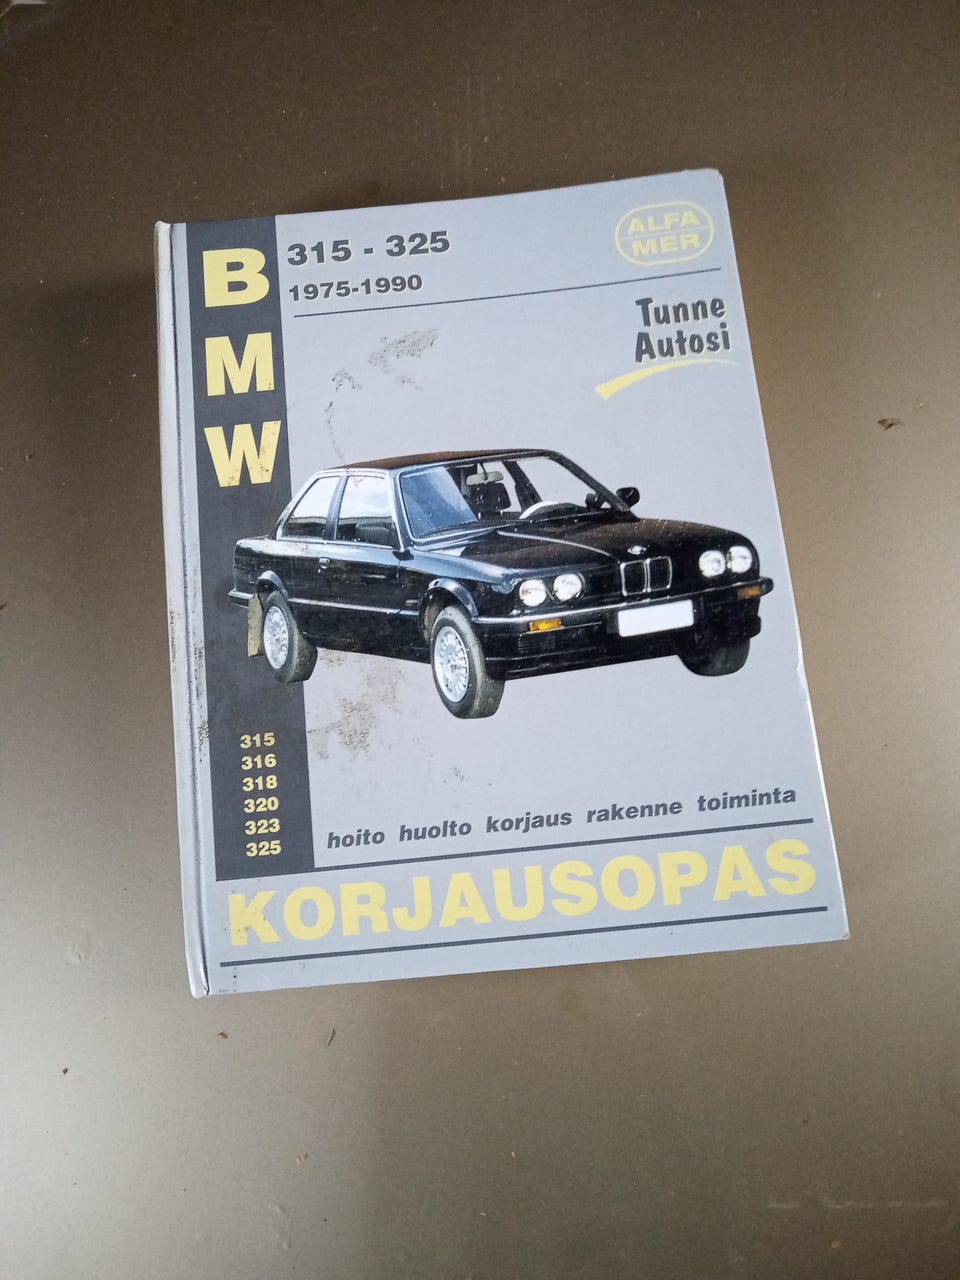 BMW
315 - 325
1975-1990
ALFA
MER
Tunne
Autosi
315
316
318
320
323
325
hoito huolto korjaus rakenne toiminta
KORJAUSOPAS